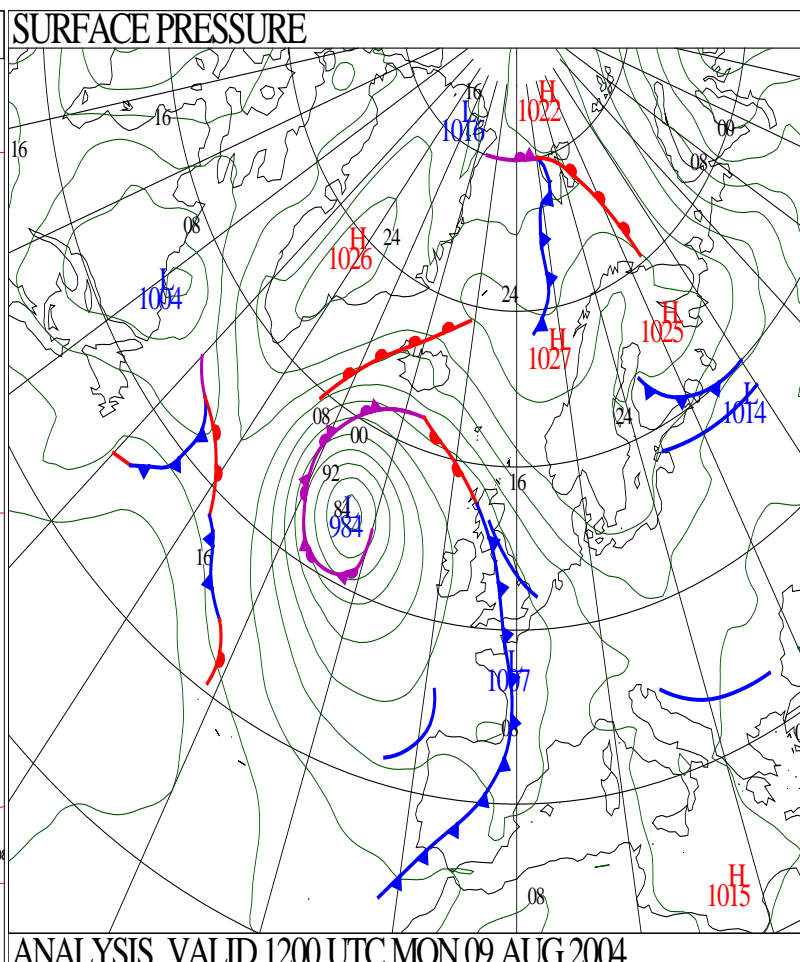 SURFACE PRESSURE
16
L
1016
H
1022
16
16
00
08
08
H
1026
24
L
1004
24
H
1025
H
1027
08
00
24
L
1014
92
16
84
L
984
16
L
1007
08
H
1015
08
ANALYSIS VALID 1200 UTC MON 09 AUG 2004